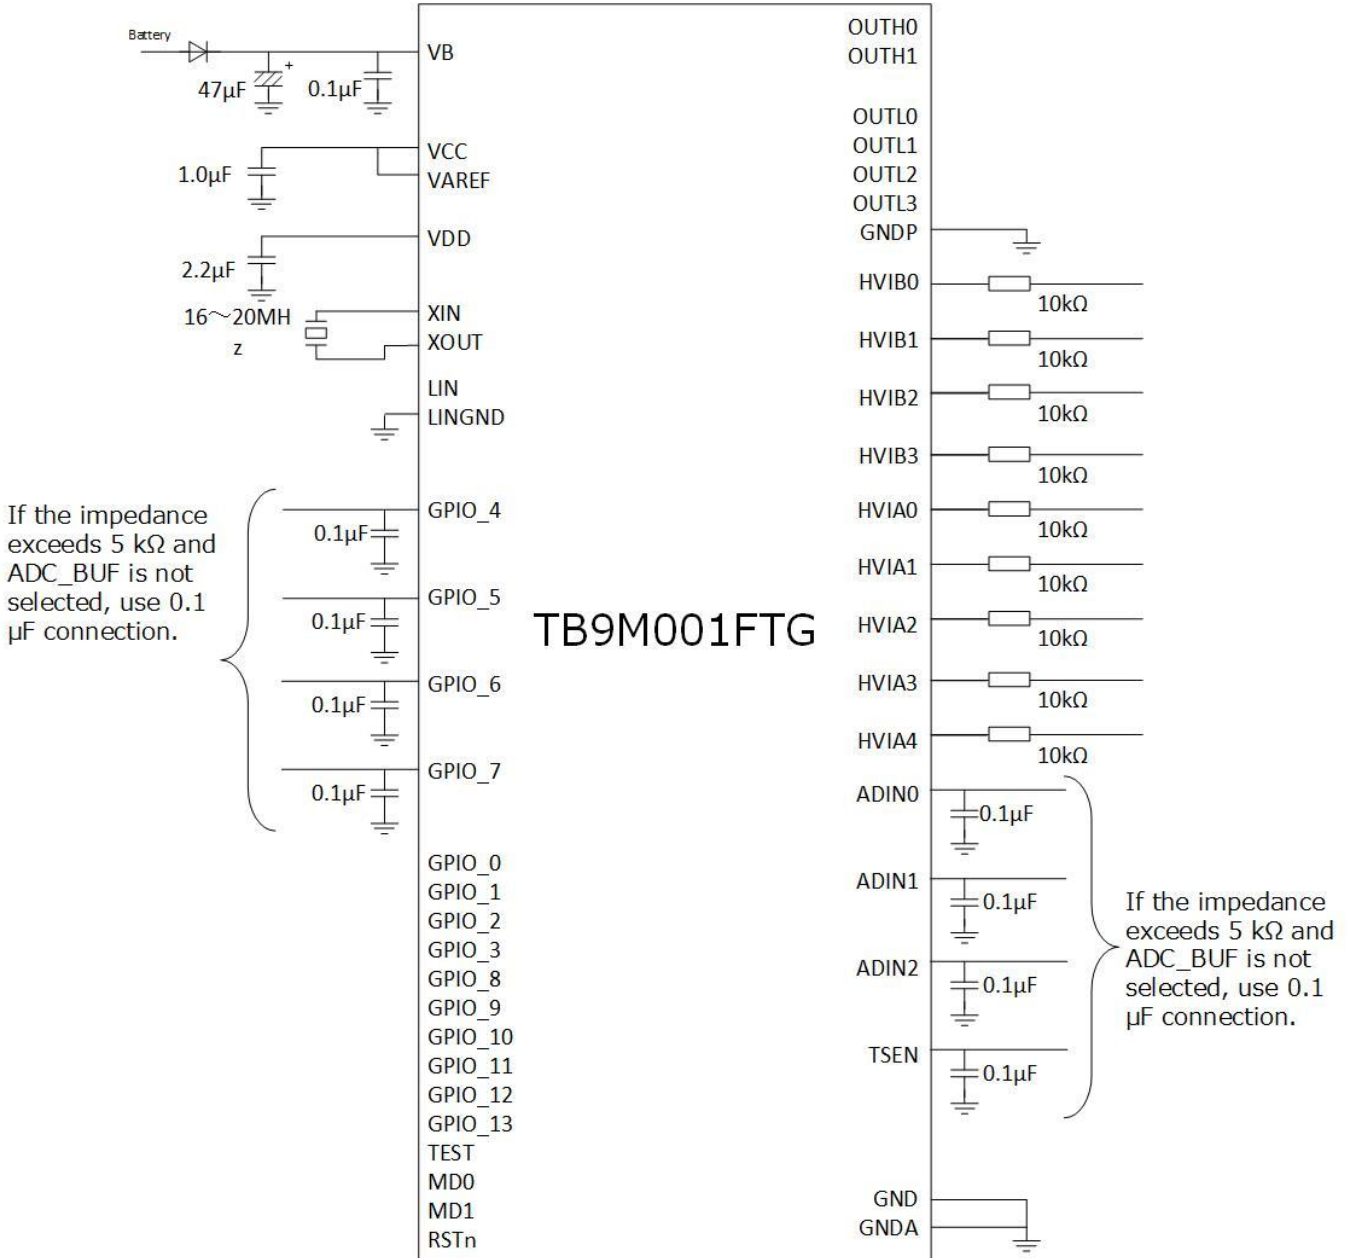 Battery
VB
47μF
0.1μF
VCC
1.0μF
VAREF
VDD
2.2μF
XIN
16～20MH
z
XOUT
LIN
LINGND
If the impedance
exceeds 5 kΩ and
ADC_BUF is not
selected, use 0.1
μF connection.
GPIO_4
0.1μF
GPIO_5
0.1μF
GPIO_6
0.1μF
GPIO_7
0.1μF
GPIO_0
GPIO_1
GPIO_2
GPIO_3
GPIO_8
GPIO_9
GPIO_10
GPIO_11
GPIO_12
GPIO_13
TEST
MD0
MD1
RSTn
TB9M001FTG
OUTH0
OUTH1
OUTL0
OUTL1
OUTL2
OUTL3
GNDP
HVIB0
10kΩ
HVIB1
10kΩ
HVIB2
10kΩ
HVIB3
10kΩ
HVIA0
10kΩ
HVIA1
10kΩ
HVIA2
10kΩ
HVIA3
10kΩ
HVIA4
10kΩ
ADIN0
0.1μF
ADIN1
0.1μF
ADIN2
0.1μF
TSEN
0.1μF
If the impedance
exceeds 5 kΩ and
ADC_BUF is not
selected, use 0.1
μF connection.
GND
GNDA